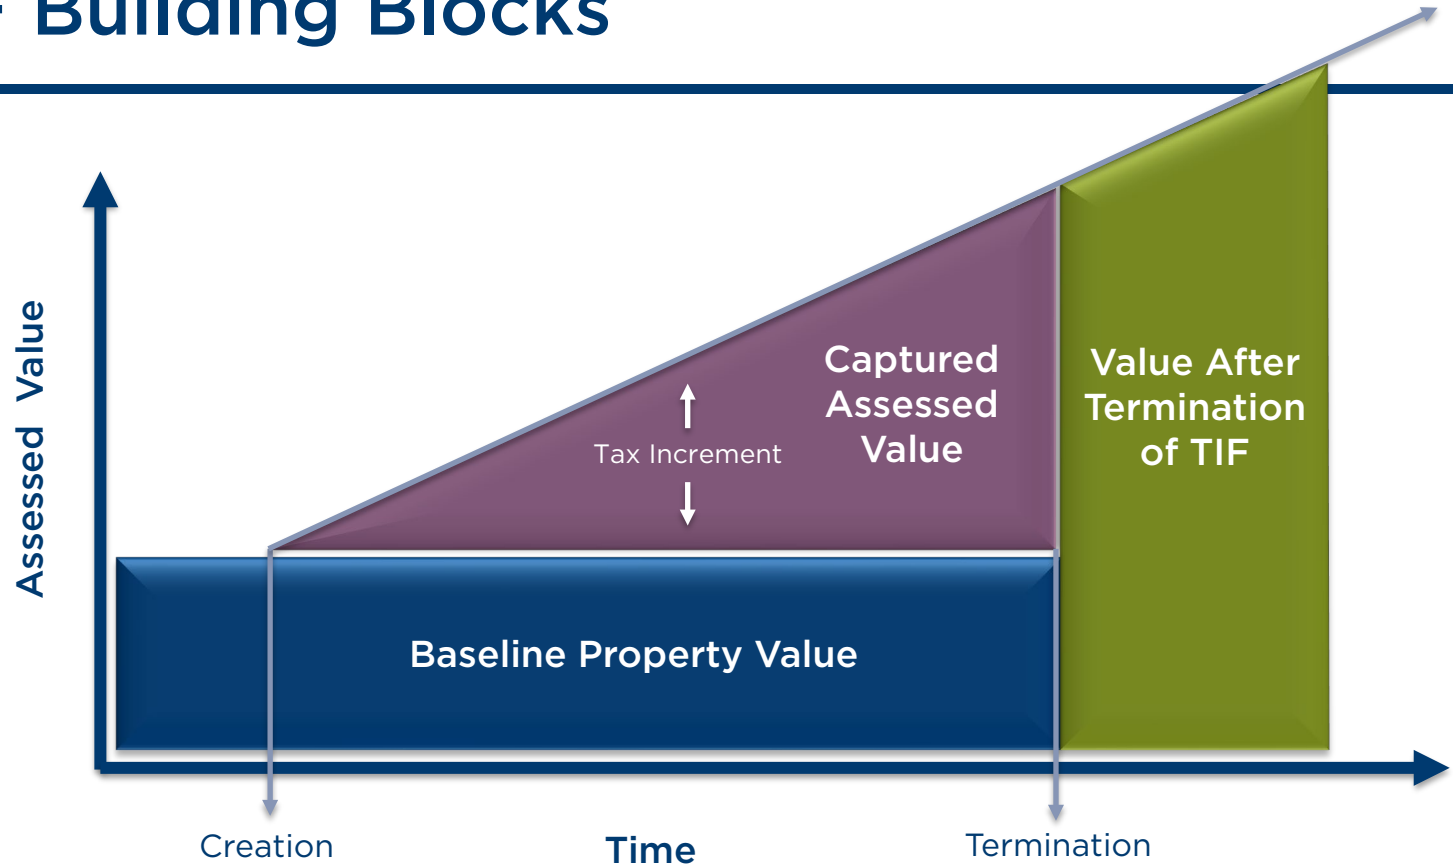 Building Blocks
Assessed Value
Captured
Assessed
Value
Tax Increment
Value After
Termination
of TIF
Baseline Property Value
Creation
Time
Termination